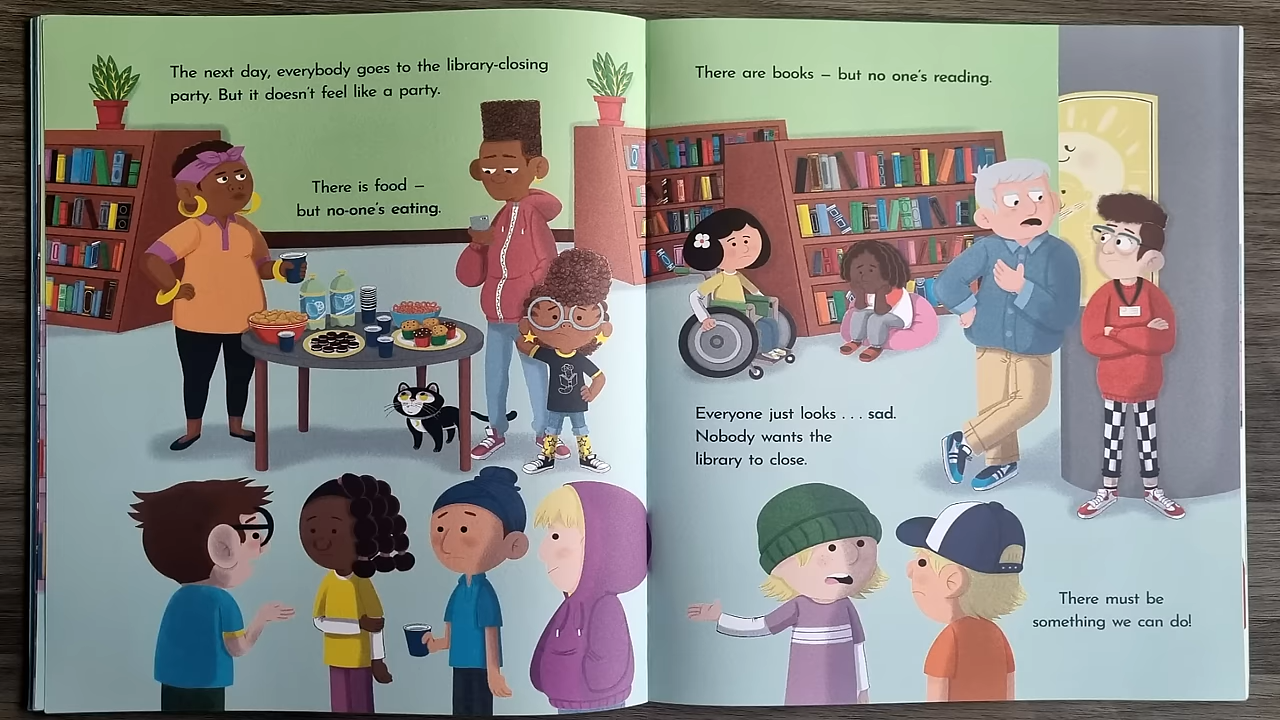 The next day, everybody goes to the library-closing
party. But it doesn't feel like a party.
There is food –
but no-one's eating.
There are books – but no one's reading.
Everyone just looks . . . sad.
Nobody wants the
library to close.
There must be
something we can do!